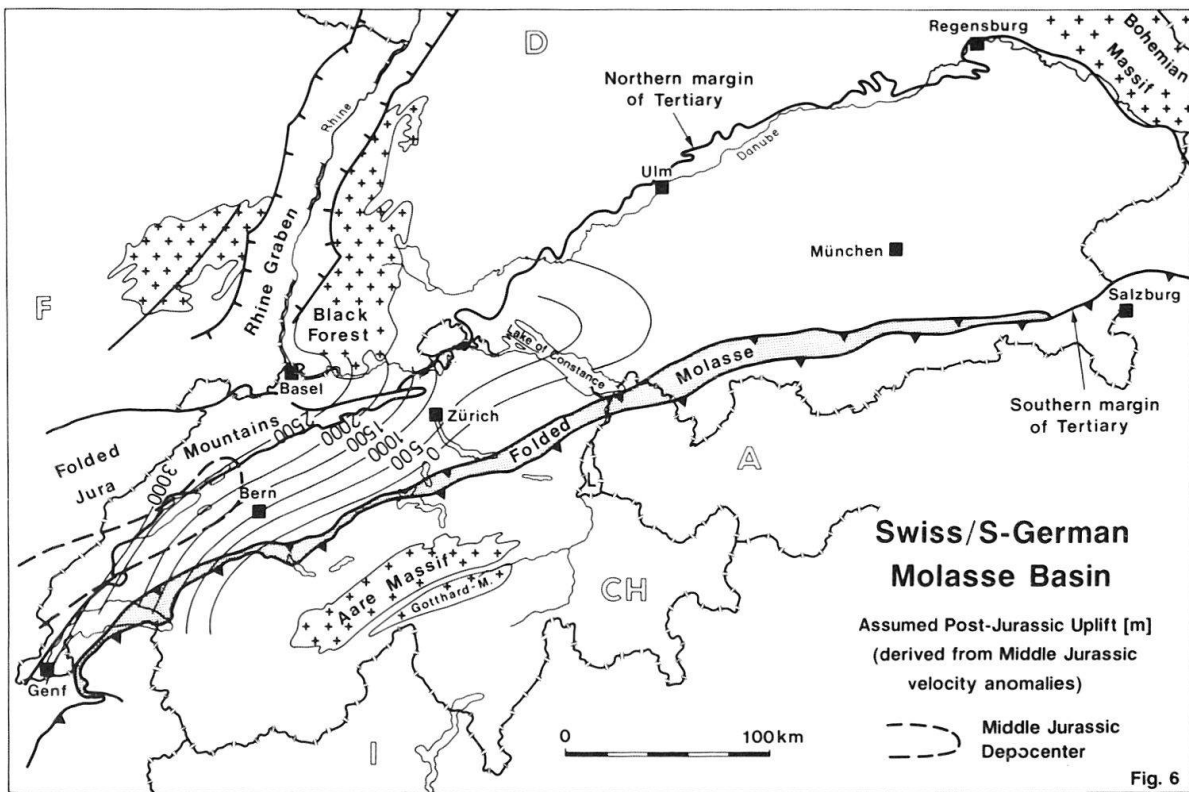 D
Regensburg
Bohemian
Massif
Northern margin
of Tertiary
Rhine
Danube
Ulm
München
Rhine Graben
F
Black
Forest
Salzburg
Lake of Constance
Molasse
Basel
Zürich
Folded
Southern margin
of Tertiary
Folded
Jura
Mountains
3000
2500
2000
1500
1000
500
0
Bern
A
L
Aare Massif
Gotthard-M.
CH
Genf
I
Swiss/S-German
Molasse Basin
Assumed Post-Jurassic Uplift [m]
(derived from Middle Jurassic
velocity anomalies)
0 100km
Middle Jurassic
Depocenter
Fig. 6